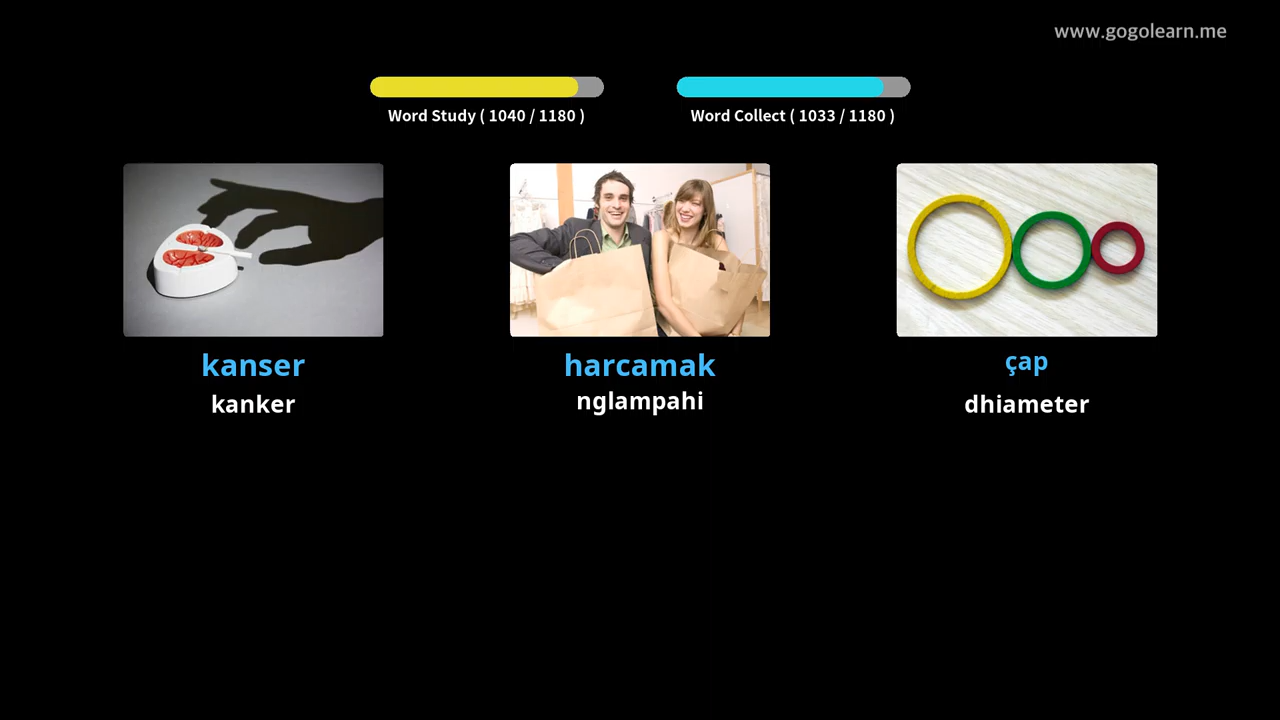 www.gogolearn.me
Word Study ( 1040 / 1180 )
Word Collect ( 1033 / 1180 )
kanser
kanker
harcamak
nglampahi
çap
dhiameter